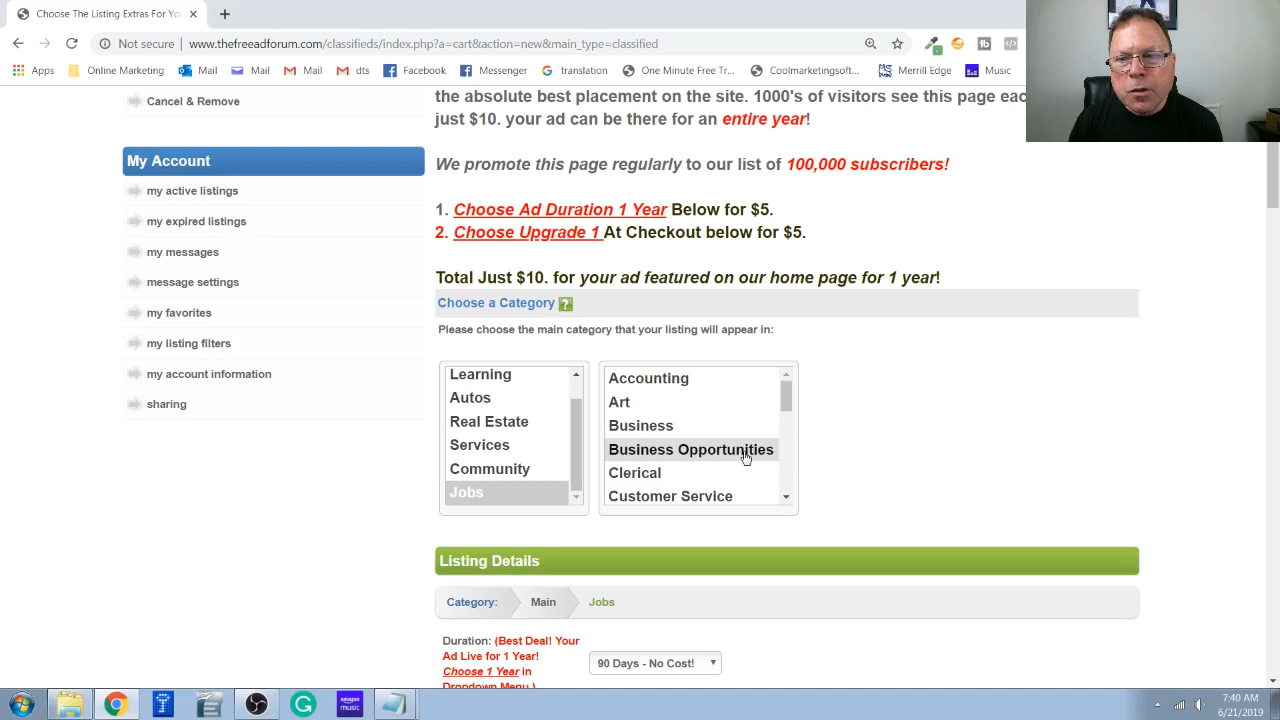 Choose The Listing Extras For Yo
Not secure
www.thefreeadforum.com/classifieds/index.php?a=cart&action=new&main_type=classified
Apps
Online Marketing
Mail
Mail
Mail
dts
Facebook
Messenger
translation
One Minute Free Tr...
Coolmarketingsoft...
Merrill Edge
Music
Cancel & Remove
My Account
my active listings
my expired listings
my messages
message settings
my favorites
my listing filters
my account information
sharing
the absolute best placement on the site. 1000's of visitors see this page eac
just $10. your ad can be there for an entire year!
We promote this page regularly to our list of 100,000 subscribers!
1. Choose Ad Duration 1 Year Below for $5.
2. Choose Upgrade 1 At Checkout below for $5.
Total Just $10. for your ad featured on our home page for 1 year!
Choose a Category ?
Please choose the main category that your listing will appear in:
Learning
Autos
Real Estate
Services
Community
Jobs
Accounting
Art
Business
Business Opportunities
Clerical
Customer Service
Listing Details
Category:
Main
Jobs
Duration: (Best Deal! Your
Ad Live for 1 Year!
Choose 1 Year in
Dropdown Menu.)
90 Days - No Cost!
amazon
music
7:40 AM
6/21/2019